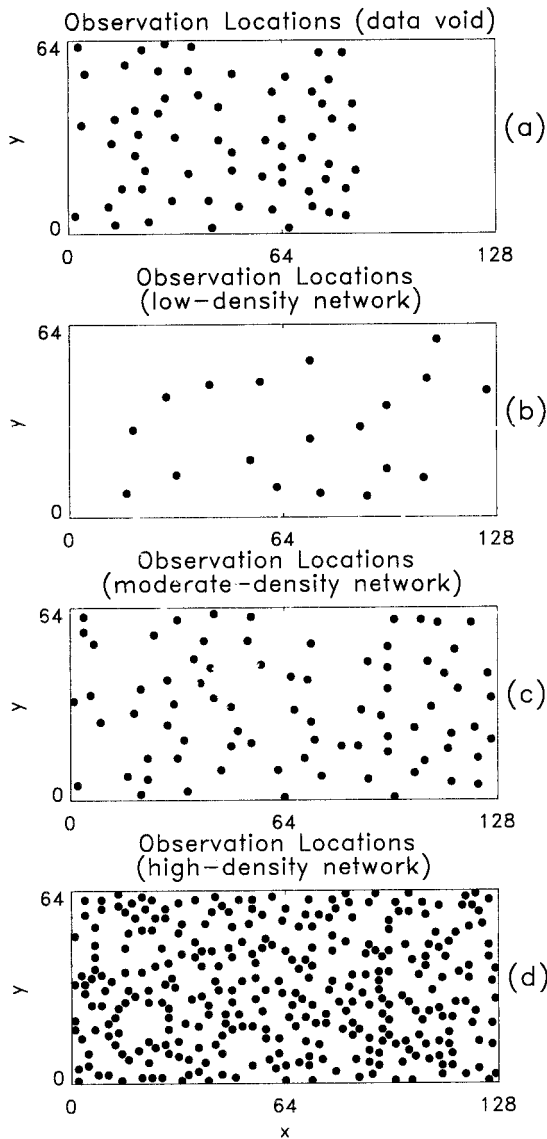 Observation Locations (data void)
64
y
(a)
0
0 64 128
Observation Locations
(low-density network)
64
y
(b)
0
0 64 128
Observation Locations
(moderate-density network)
64
y
(c)
0
0 64 128
Observation Locations
(high-density network)
64
y
(d)
0
0 64 128
x